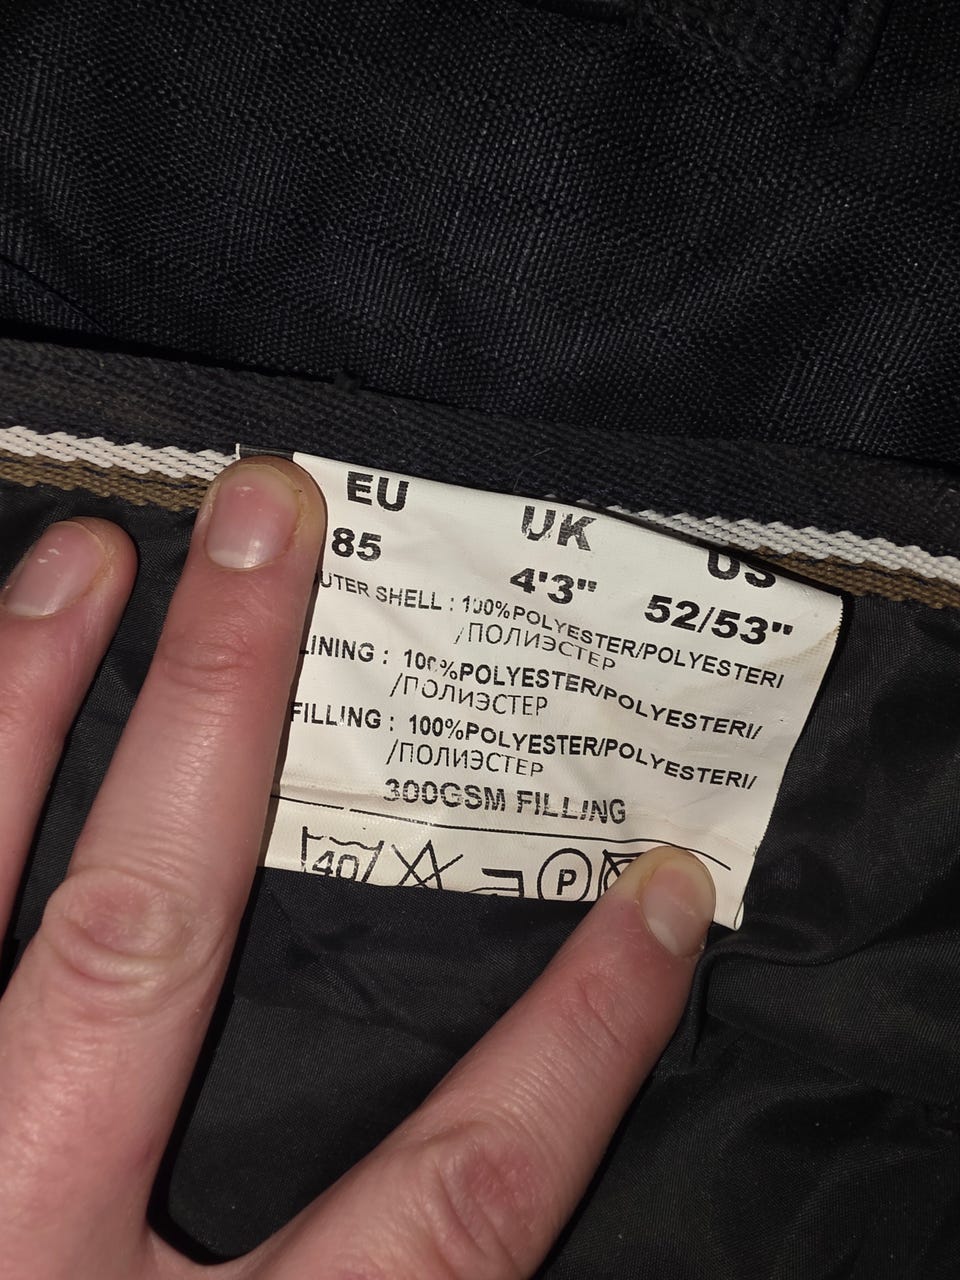 EU UK US
85 4'3" 52/53"
UTER SHELL : 100%POLYESTER/POLYESTERI
/ПОЛИЭСТЕР
LINING : 100%POLYESTER/POLYESTERI/
/ПОЛИЭСТЕР
FILLING : 100%POLYESTER/POLYESTERI/
/ПОЛИЭСТЕР
300GSM FILLING
40 P